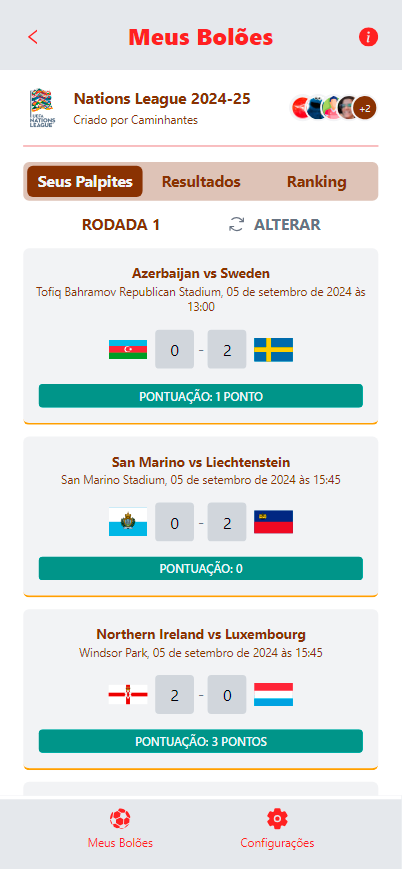 Meus Bolões
i
UEFA
NATIONS
LEAGUE
Nations League 2024-25
Criado por Caminhantes
+2
Seus Palpites Resultados Ranking
RODADA 1 ALTERAR
Azerbaijan vs Sweden
Tofiq Bahramov Republican Stadium, 05 de setembro de 2024 às
13:00
0 - 2
PONTUAÇÃO: 1 PONTO
San Marino vs Liechtenstein
San Marino Stadium, 05 de setembro de 2024 às 15:45
0 - 2
PONTUAÇÃO: 0
Northern Ireland vs Luxembourg
Windsor Park, 05 de setembro de 2024 às 15:45
2 - 0
PONTUAÇÃO: 3 PONTOS
Meus Bolões Configurações